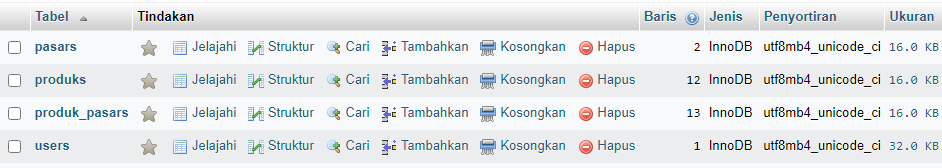 Tabel Tindakan Baris Jenis Penyortiran Ukuran
pasars Jelajahi Struktur Cari Tambahkan Kosongkan Hapus 2 InnoDB utf8mb4_unicode_ci 16.0 KB
produks Jelajahi Struktur Cari Tambahkan Kosongkan Hapus 12 InnoDB utf8mb4_unicode_ci 16.0 KB
produk_pasars Jelajahi Struktur Cari Tambahkan Kosongkan Hapus 13 InnoDB utf8mb4_unicode_ci 16.0 KB
users Jelajahi Struktur Cari Tambahkan Kosongkan Hapus 1 InnoDB utf8mb4_unicode_ci 32.0 KB